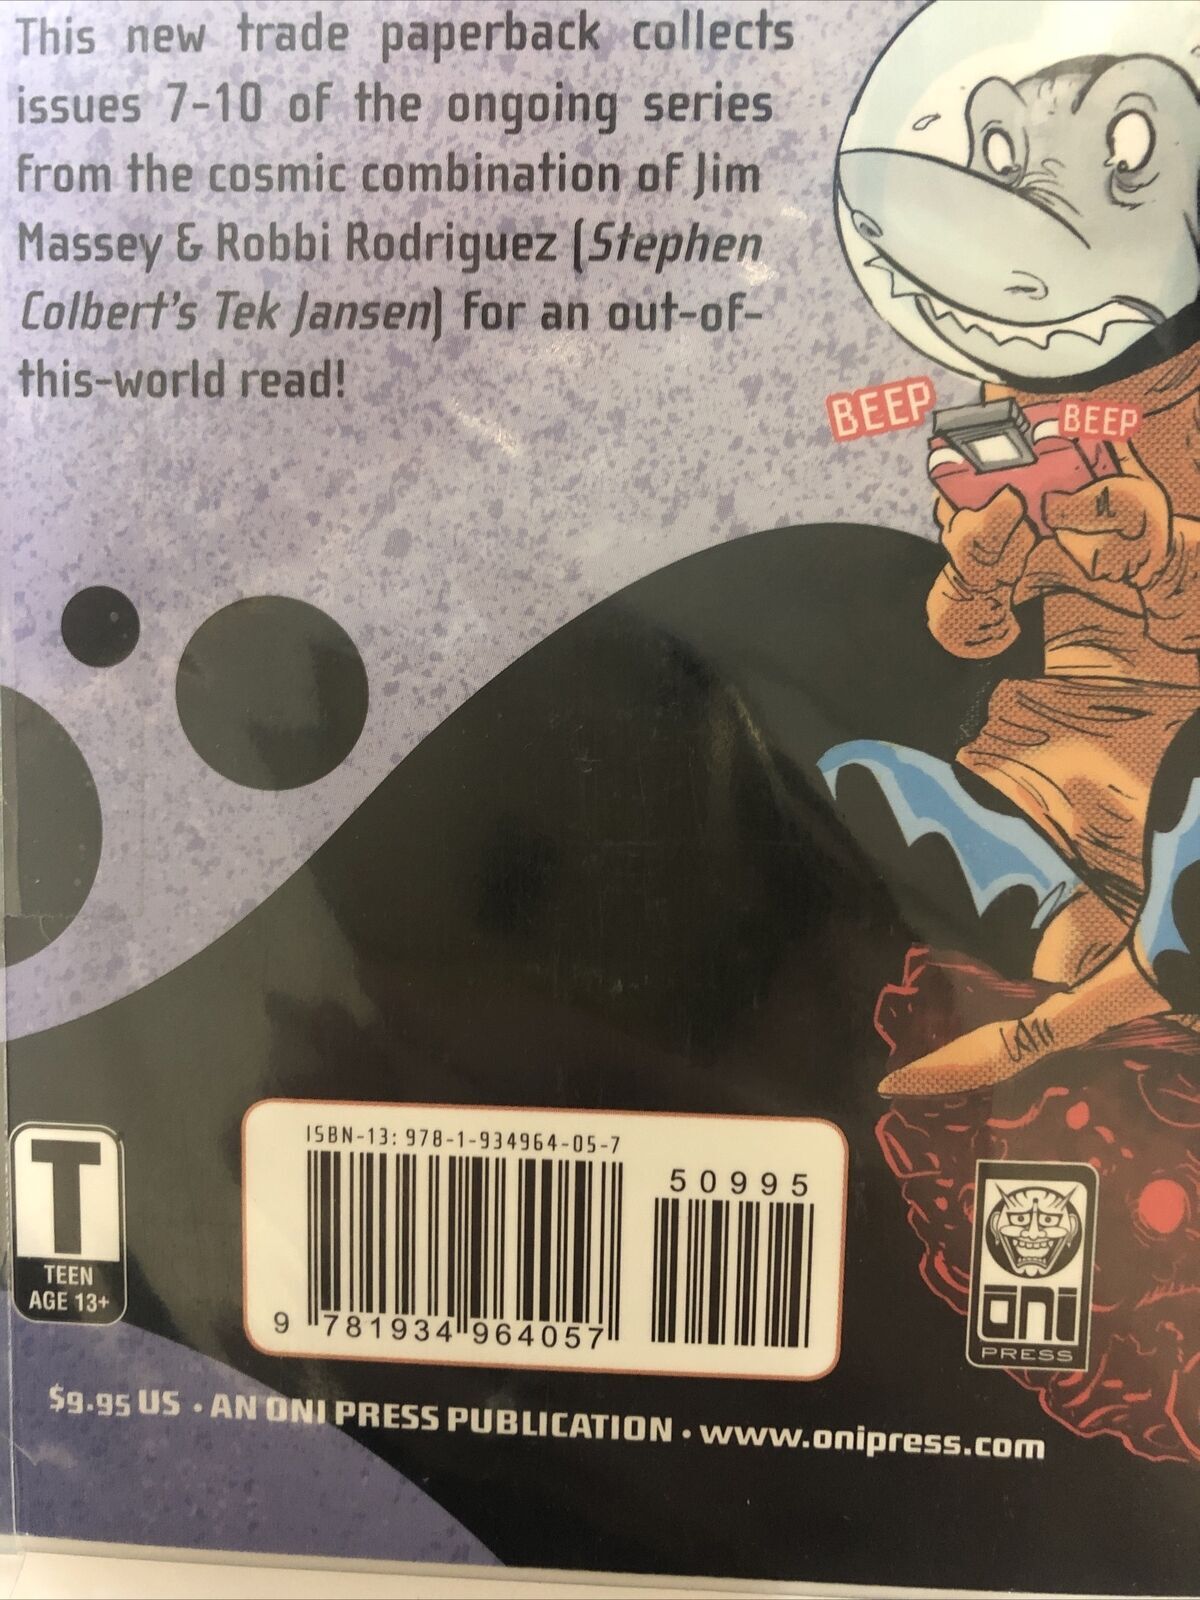 This new trade paperback collects
issues 7-10 of the ongoing series
from the cosmic combination of Jim
Massey & Robbi Rodriguez (Stephen
Colbert's Tek Jansen) for an out-of-
this-world read!
BEEP
BEEP
ISBN-13: 978-1-934964-05-7
50995
9 781934 964057
T
TEEN
AGE 13+
ONI
PRESS
$9.95 US • AN ONI PRESS PUBLICATION • www.onipress.com